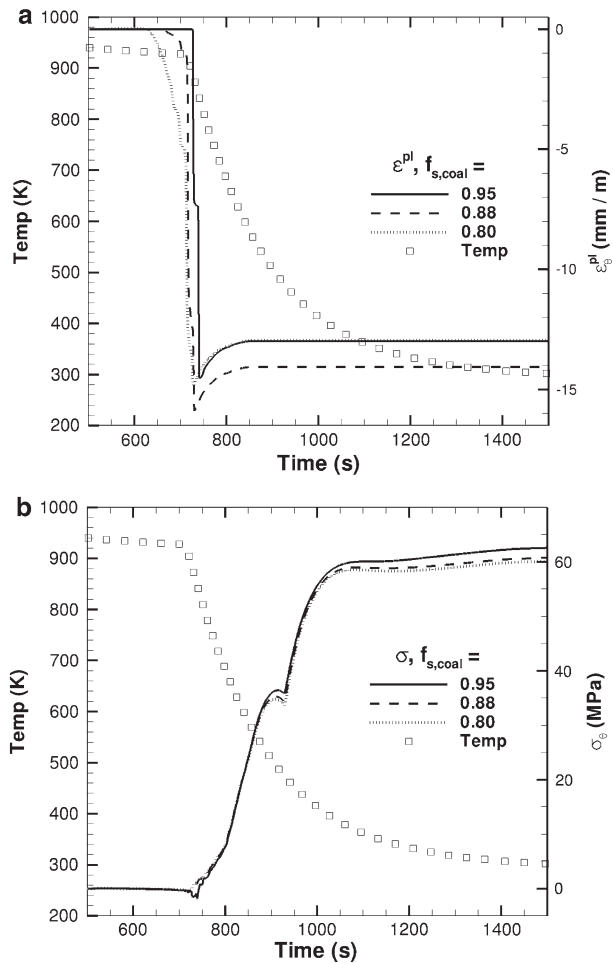 a
1000
900
800
700
600
500
400
300
200
Temp (K)
600 800 1000 1200 1400
Time (s)
0
-5
-10
-15
ε_θ^pl (mm / m)
ε^pl, f_s,coal =
0.95
0.88
0.80
Temp
b
1000
900
800
700
600
500
400
300
200
Temp (K)
600 800 1000 1200 1400
Time (s)
60
40
20
0
σ_θ (MPa)
σ, f_s,coal =
0.95
0.88
0.80
Temp